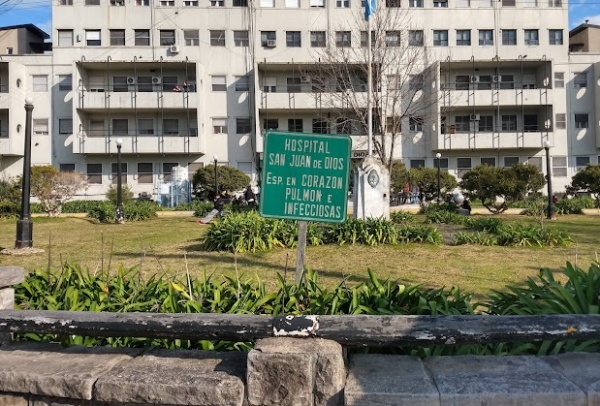 HOSPITAL
SAN JUAN DE DIOS
ESP. EN CORAZON
PULMON E
INFECCIOSAS